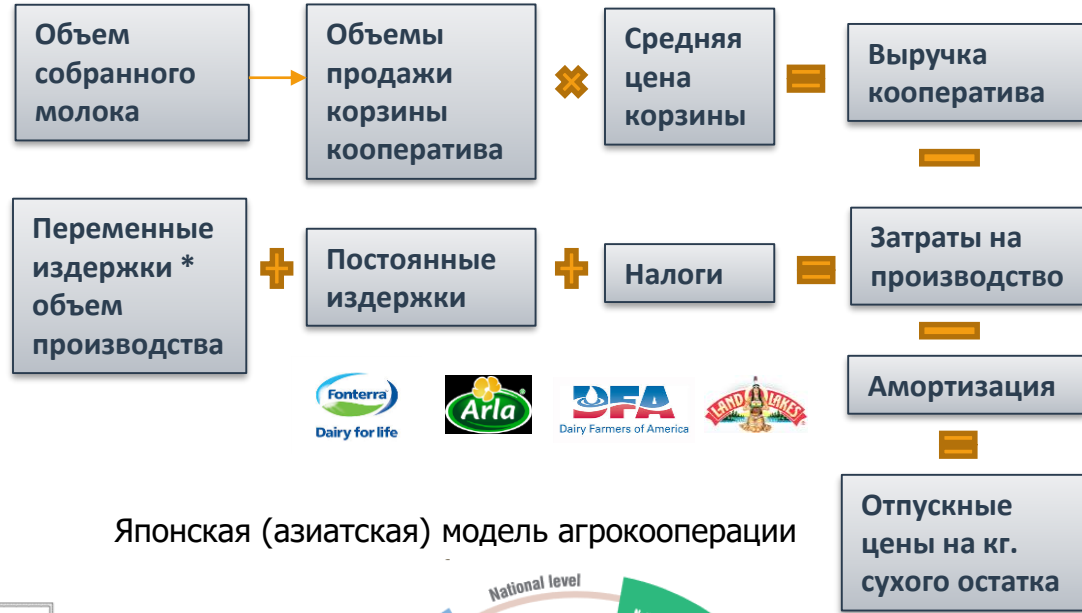 Объем
собранного
молока
Объемы
продажи
корзины
кооператива
Средняя
цена
корзины
Выручка
кооператива
Переменные
издержки *
объем
производства
Постоянные
издержки
Налоги
Затраты на
производство
Fonterra
Dairy for life
Arla
DFA
Dairy Farmers of America
LAND O LAKES
Амортизация
Отпускные
цены на кг.
сухого остатка
Японская (азиатская) модель агрокооперации
National level